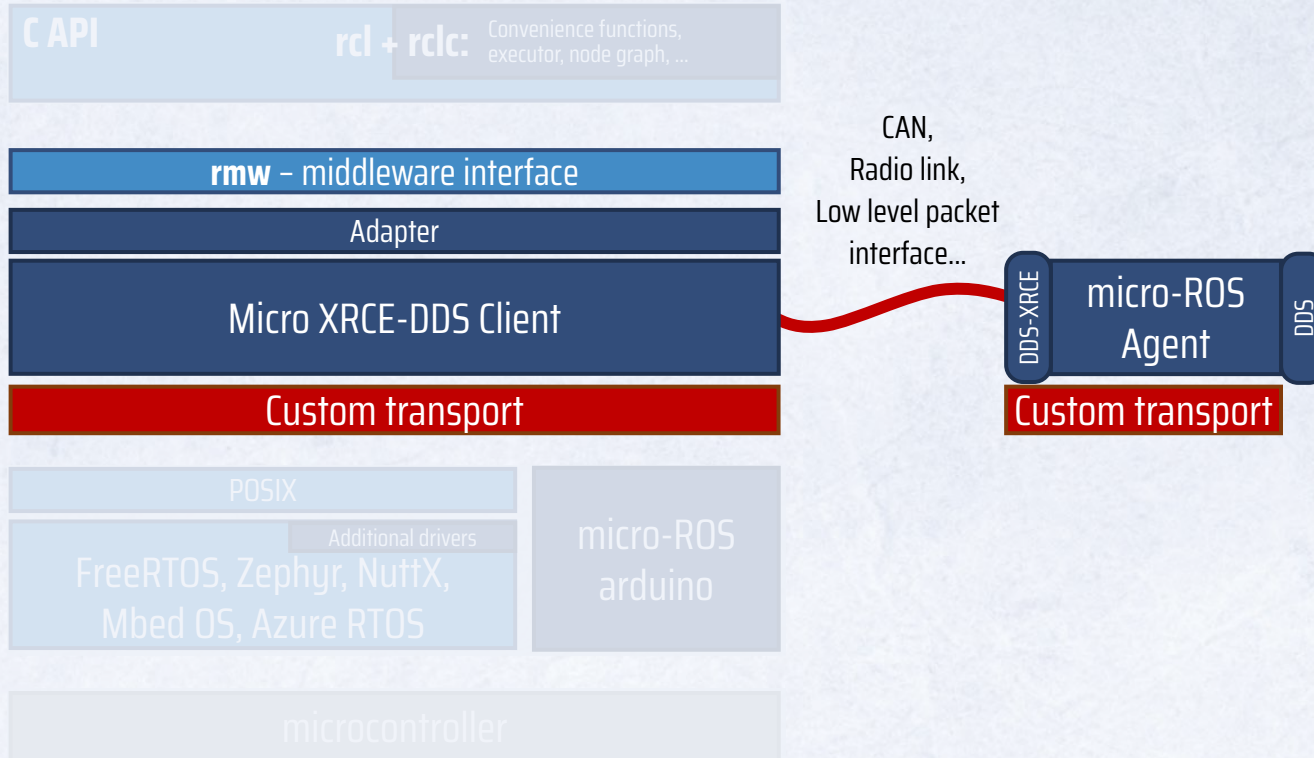 C API
rcl + rclc:
Convenience functions,
executor, node graph, ...
rmw – middleware interface
Adapter
Micro XRCE-DDS Client
Custom transport
CAN,
Radio link,
Low level packet
interface...
DDS-XRCE
micro-ROS
Agent
DDS
Custom transport
POSIX
Additional drivers
FreeRTOS, Zephyr, NuttX,
Mbed OS, Azure RTOS
micro-ROS
arduino
microcontroller